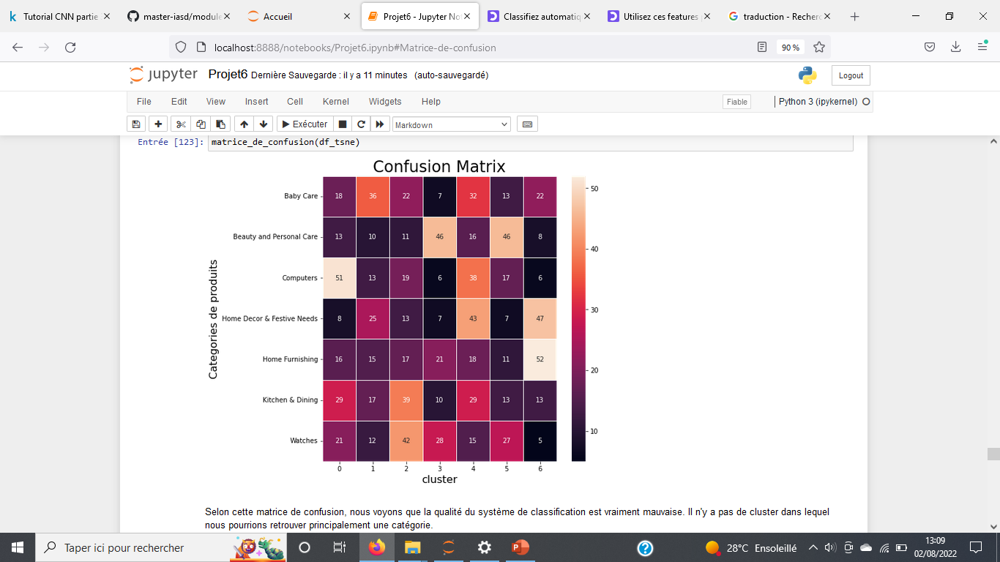 Tutorial CNN partie
master-iasd/module
Accueil
Projet6 - Jupyter No
Classifiez automatiq
Utilisez ces features
traduction - Recherc
localhost:8888/notebooks/Projet6.ipynb#Matrice-de-confusion
90 %
jupyter Projet6 Dernière Sauvegarde : il y a 11 minutes (auto-sauvegardé)
Logout
File Edit View Insert Cell Kernel Widgets Help
Fiable
Python 3 (ipykernel)
Exécuter
Markdown
Entrée [123]: matrice_de_confusion(df_tsne)
Confusion Matrix
Categories de produits
Baby Care 18 36 22 7 32 13 22
Beauty and Personal Care 13 10 11 46 16 46 8
Computers 51 13 19 6 38 17 6
Home Decor & Festive Needs 8 25 13 7 43 7 47
Home Furnishing 16 15 17 21 18 11 52
Kitchen & Dining 29 17 39 10 29 13 13
Watches 21 12 42 28 15 27 5
0 1 2 3 4 5 6
cluster
50
40
30
20
10
Selon cette matrice de confusion, nous voyons que la qualité du système de classification est vraiment mauvaise. Il n'y a pas de cluster dans lequel
nous pourrions retrouver principalement une catégorie.
Taper ici pour rechercher
28°C Ensoleillé
13:09
02/08/2022